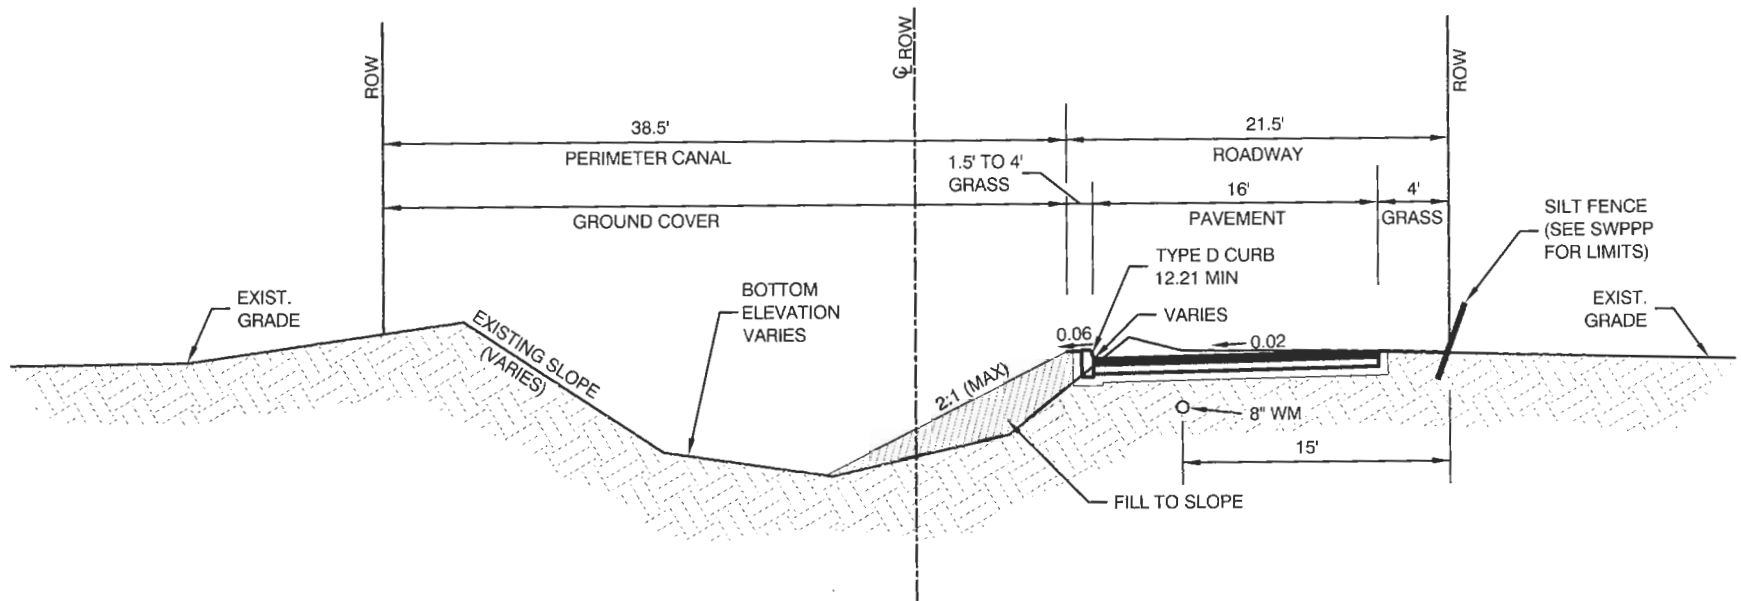 ROW
℄ ROW
ROW
38.5'
PERIMETER CANAL
21.5'
ROADWAY
1.5' TO 4'
GRASS
16'
PAVEMENT
4'
GRASS
GROUND COVER
SILT FENCE
(SEE SWPPP
FOR LIMITS)
TYPE D CURB
12.21 MIN
EXIST.
GRADE
BOTTOM
ELEVATION
VARIES
VARIES
EXIST.
GRADE
EXISTING SLOPE
(VARIES)
0.06
0.02
2:1 (MAX)
8" WM
15'
FILL TO SLOPE